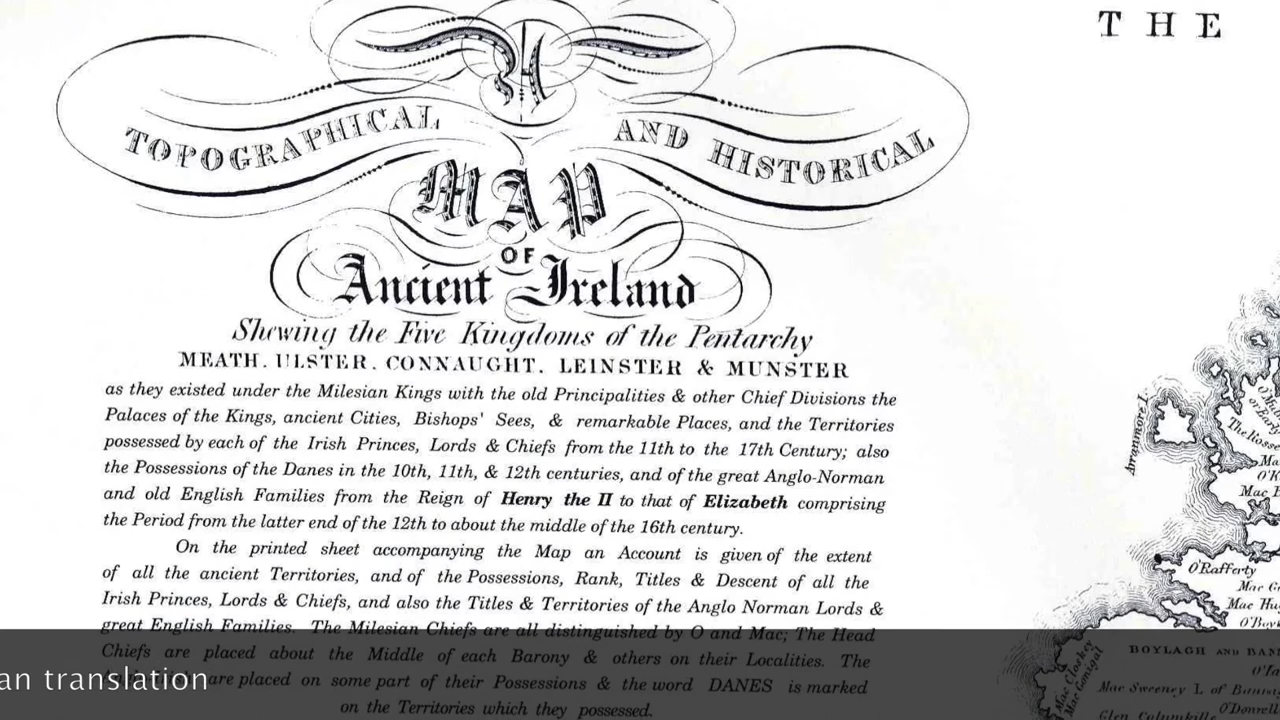 A
TOPOGRAPHICAL AND HISTORICAL
MAP
OF
Ancient Ireland
Shewing the Five Kingdoms of the Pentarchy
MEATH. ULSTER. CONNAUGHT. LEINSTER & MUNSTER
as they existed under the Milesian Kings with the old Principalities & other Chief Divisions the
Palaces of the Kings, ancient Cities, Bishops' Sees, & remarkable Places, and the Territories
possessed by each of the Irish Princes, Lords & Chiefs from the 11th to the 17th Century; also
the Possessions of the Danes in the 10th, 11th, & 12th centuries, and of the great Anglo-Norman
and old English Families from the Reign of Henry the II to that of Elizabeth comprising
the Period from the latter end of the 12th to about the middle of the 16th century.
On the printed sheet accompanying the Map an Account is given of the extent
of all the ancient Territories, and of the Possessions, Rank, Titles & Descent of all the
Irish Princes, Lords & Chiefs, and also the Titles & Territories of the Anglo Norman Lords &
great English Families. The Milesian Chiefs are all distinguished by O and Mac; The Head
Chiefs are placed about the Middle of each Barony & others on their Localities. The
are placed on some part of their Possessions & the word DANES is marked
on the Territories which they possessed.
an translation
THE
Arranmore I.
The Ross
O'Rafferty
Mac G
Mac Hu
O'Boyl
BOYLAGH AND BAN
Mac Sweeney L. of Bannis
O'Donnell
Glen Columbkille